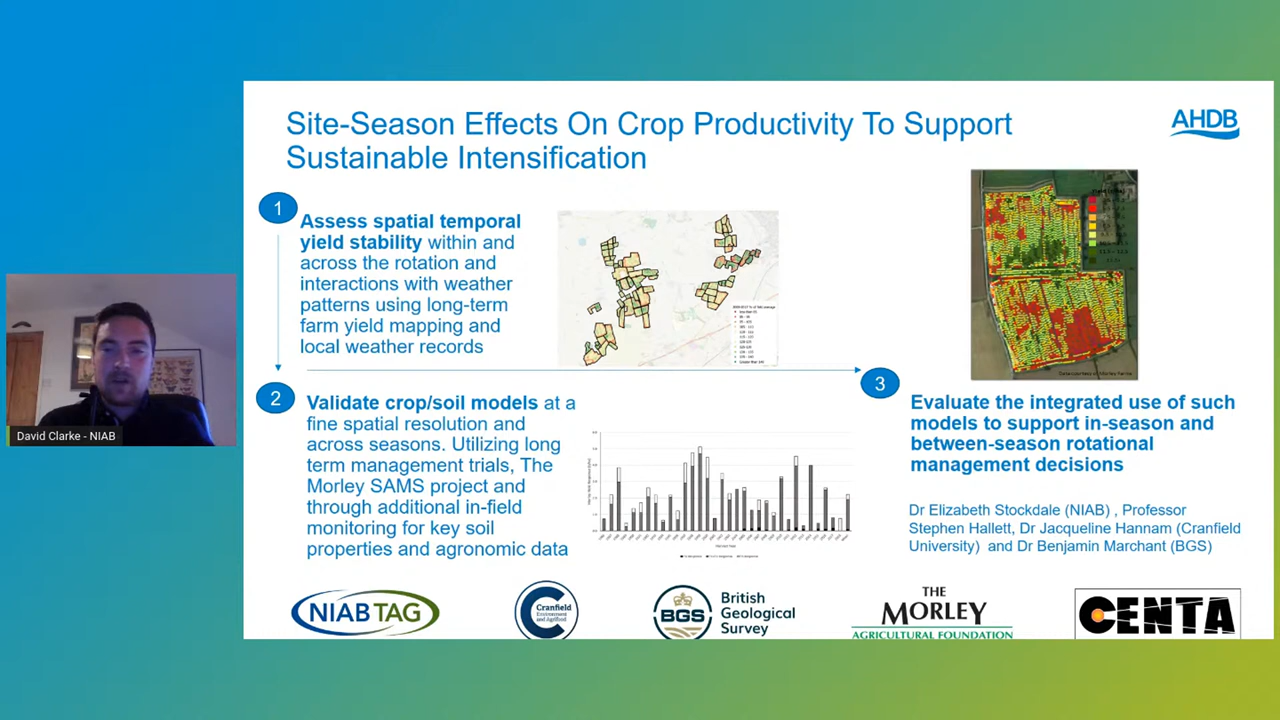 Site-Season Effects On Crop Productivity To Support
Sustainable Intensification
AHDB
1
Assess spatial temporal
yield stability within and
across the rotation and
interactions with weather
patterns using long-term
farm yield mapping and
local weather records
2
Validate crop/soil models at a
fine spatial resolution and
across seasons. Utilizing long
term management trials, The
Morley SAMS project and
through additional in-field
monitoring for key soil
properties and agronomic data
3
Evaluate the integrated use of such
models to support in-season and
between-season rotational
management decisions
Dr Elizabeth Stockdale (NIAB) , Professor
Stephen Hallett, Dr Jacqueline Hannam (Cranfield
University) and Dr Benjamin Marchant (BGS)
David Clarke - NIAB
NIAB TAG
Cranfield
Environment and
Agrifood
BGS
British
Geological
Survey
THE
MORLEY
AGRICULTURAL FOUNDATION
CENTA